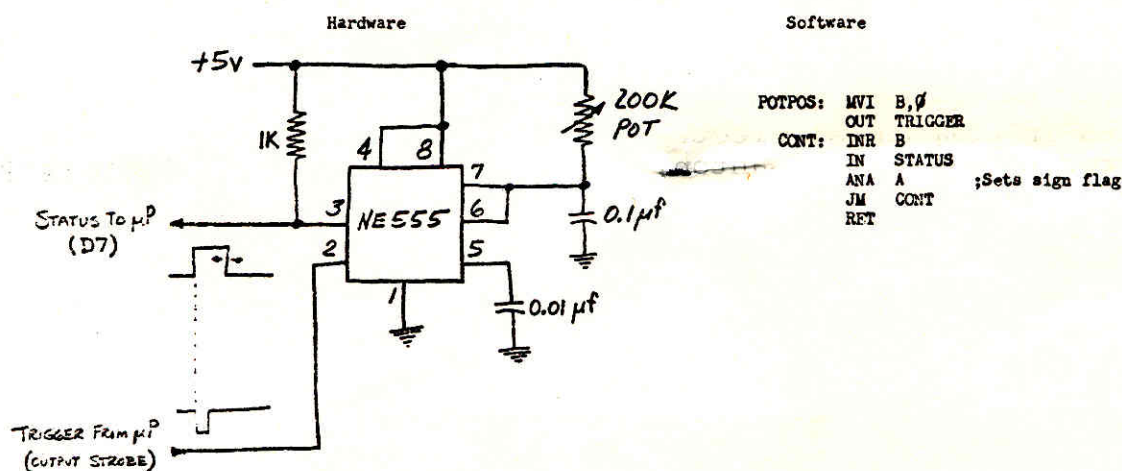 Hardware
Software
+5v
1K
200K
POT
4
8
7
6
5
3
2
1
NE555
0.1µf
0.01µf
STATUS TO µP
(D7)
TRIGGER FROM µP
(OUTPUT STROBE)
POTPOS: MVI B,Ø
OUT TRIGGER
CONT: INR B
IN STATUS
ANA A ;Sets sign flag
JM CONT
RET